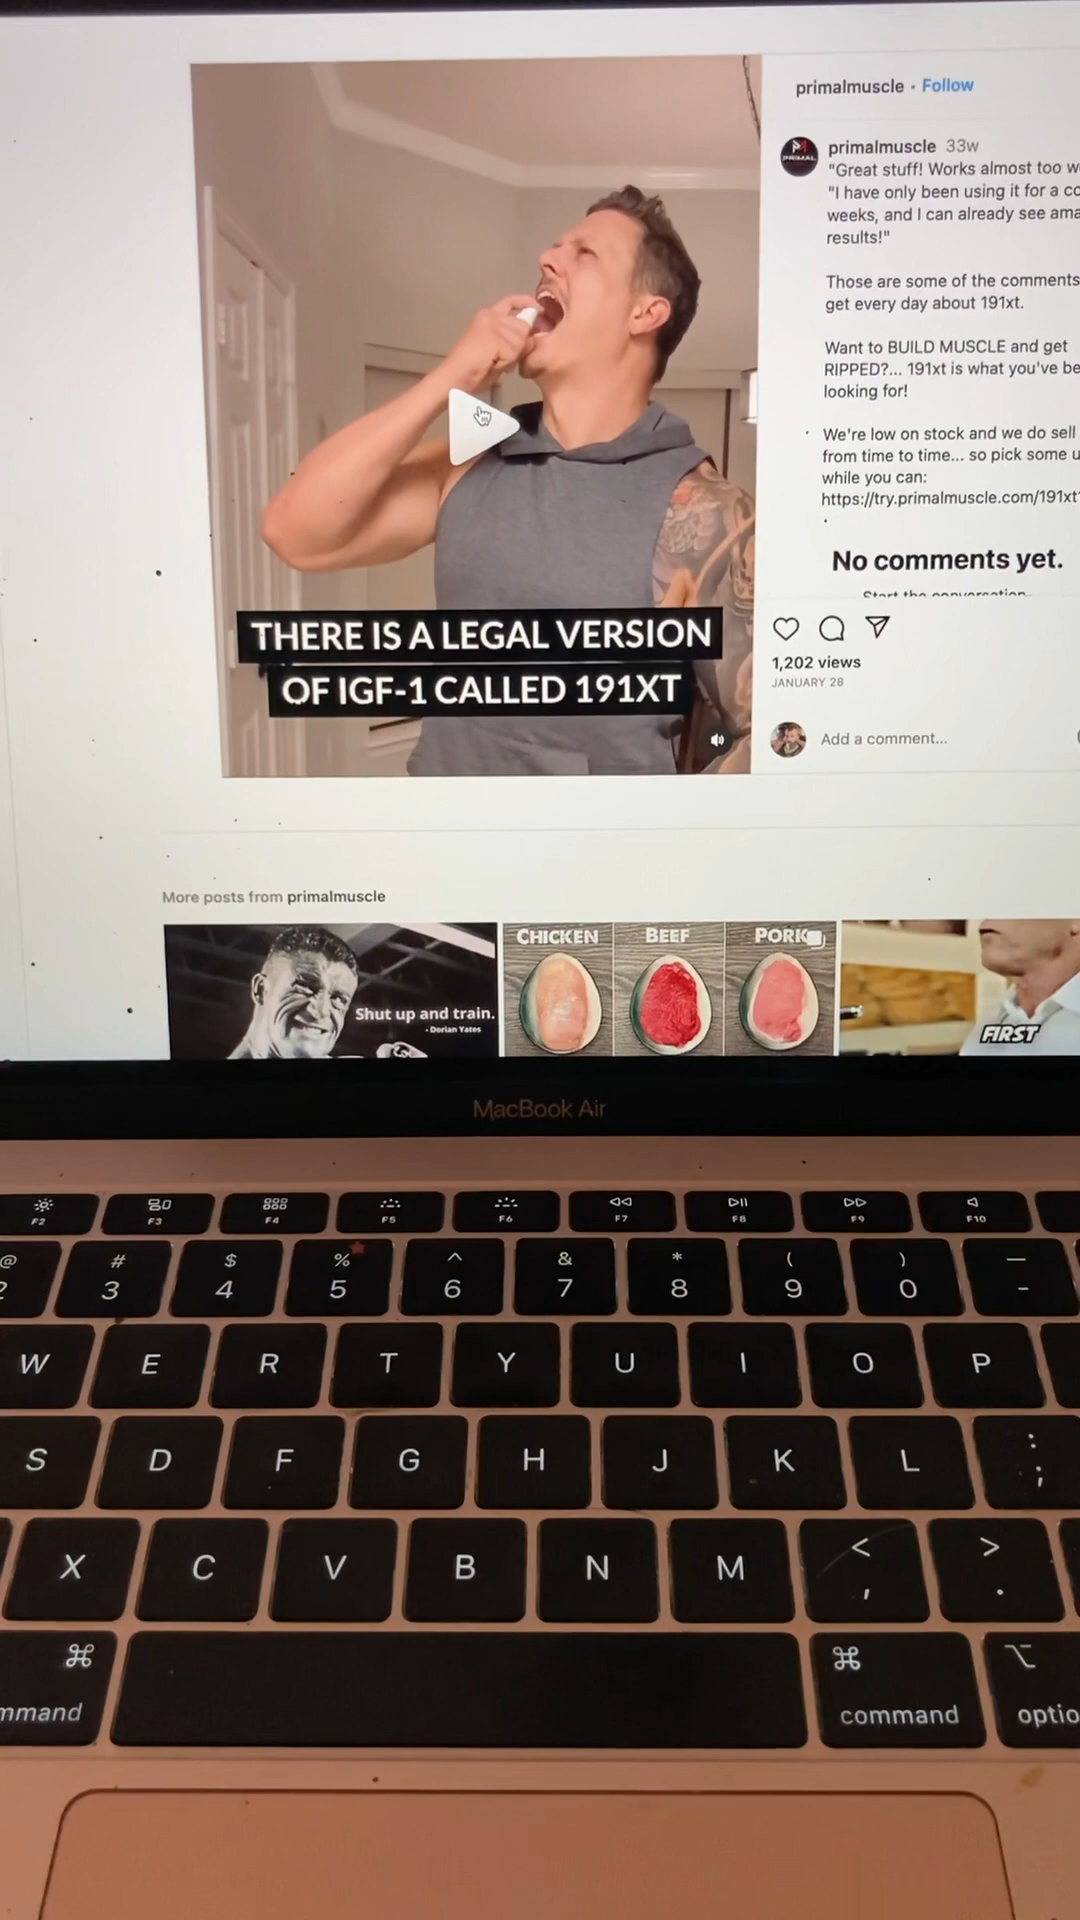 primalmuscle • Follow
primalmuscle 33w
PRIMAL
"Great stuff! Works almost too
"I have only been using it for a
weeks, and I can already see
results!"
Those are some of the comments
get every day about 191xt.
Want to BUILD MUSCLE and get
RIPPED?... 191xt is what you've
looking for!
We're low on stock and we do sell
from time to time... so pick some
while you can:
https://try.primalmuscle.com/191xt
No comments yet.
Start the conversation.
1,202 views
JANUARY 28
Add a comment...
THERE IS A LEGAL VERSION
OF IGF-1 CALLED 191XT
More posts from primalmuscle
Shut up and train.
- Dorian Yates
CHICKEN BEEF PORK
FIRST
MacBook Air
F2 F3 F4 F5 F6 F7 F8 F9 F10
@ # $ % ^ & * ( ) —
2 3 4 5 6 7 8 9 0 -
W E R T Y U I O P
S D F G H J K L : ;
X C V B N M < , > .
⌘ ⌘ ⌥
command